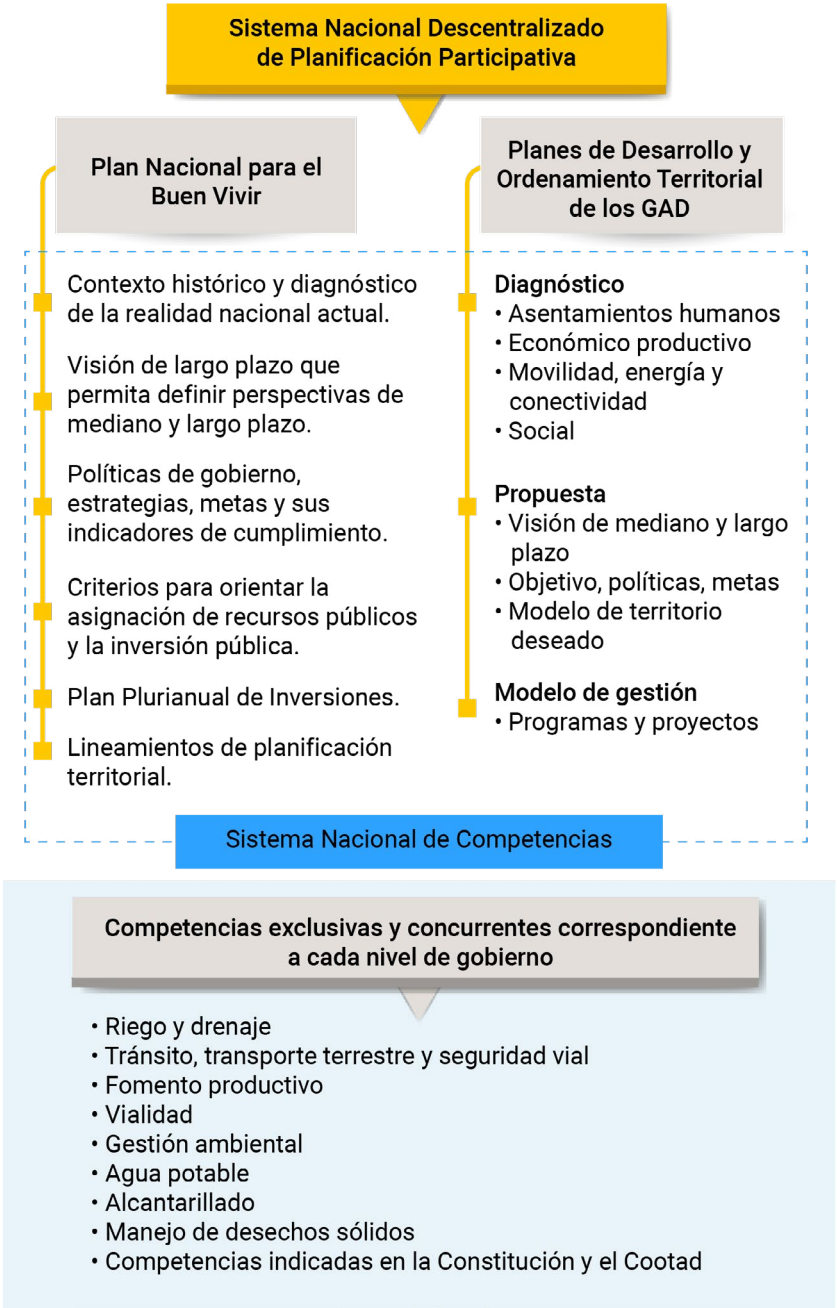 Sistema Nacional Descentralizado
de Planificación Participativa
Plan Nacional para el
Buen Vivir
Contexto histórico y diagnóstico
de la realidad nacional actual.
Visión de largo plazo que
permita definir perspectivas de
mediano y largo plazo.
Políticas de gobierno,
estrategias, metas y sus
indicadores de cumplimiento.
Criterios para orientar la
asignación de recursos públicos
y la inversión pública.
Plan Plurianual de Inversiones.
Lineamientos de planificación
territorial.
Planes de Desarrollo y
Ordenamiento Territorial
de los GAD
Diagnóstico
• Asentamientos humanos
• Económico productivo
• Movilidad, energía y
conectividad
• Social
Propuesta
• Visión de mediano y largo
plazo
• Objetivo, políticas, metas
• Modelo de territorio
deseado
Modelo de gestión
• Programas y proyectos
Sistema Nacional de Competencias
Competencias exclusivas y concurrentes correspondiente
a cada nivel de gobierno
• Riego y drenaje
• Tránsito, transporte terrestre y seguridad vial
• Fomento productivo
• Vialidad
• Gestión ambiental
• Agua potable
• Alcantarillado
• Manejo de desechos sólidos
• Competencias indicadas en la Constitución y el Cootad